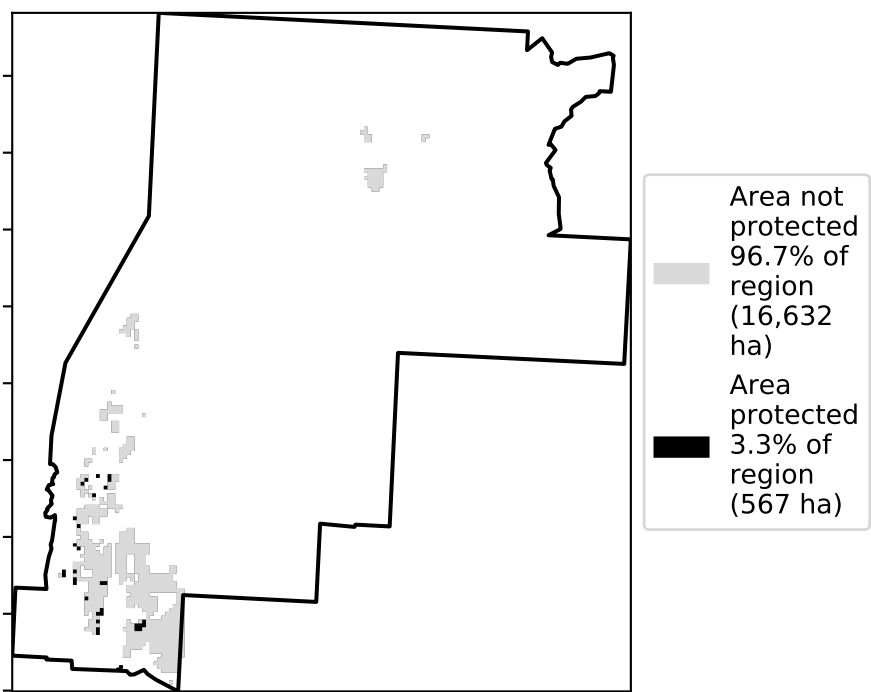 Area not
protected
96.7% of
region
(16,632
ha)
Area
protected
3.3% of
region
(567 ha)